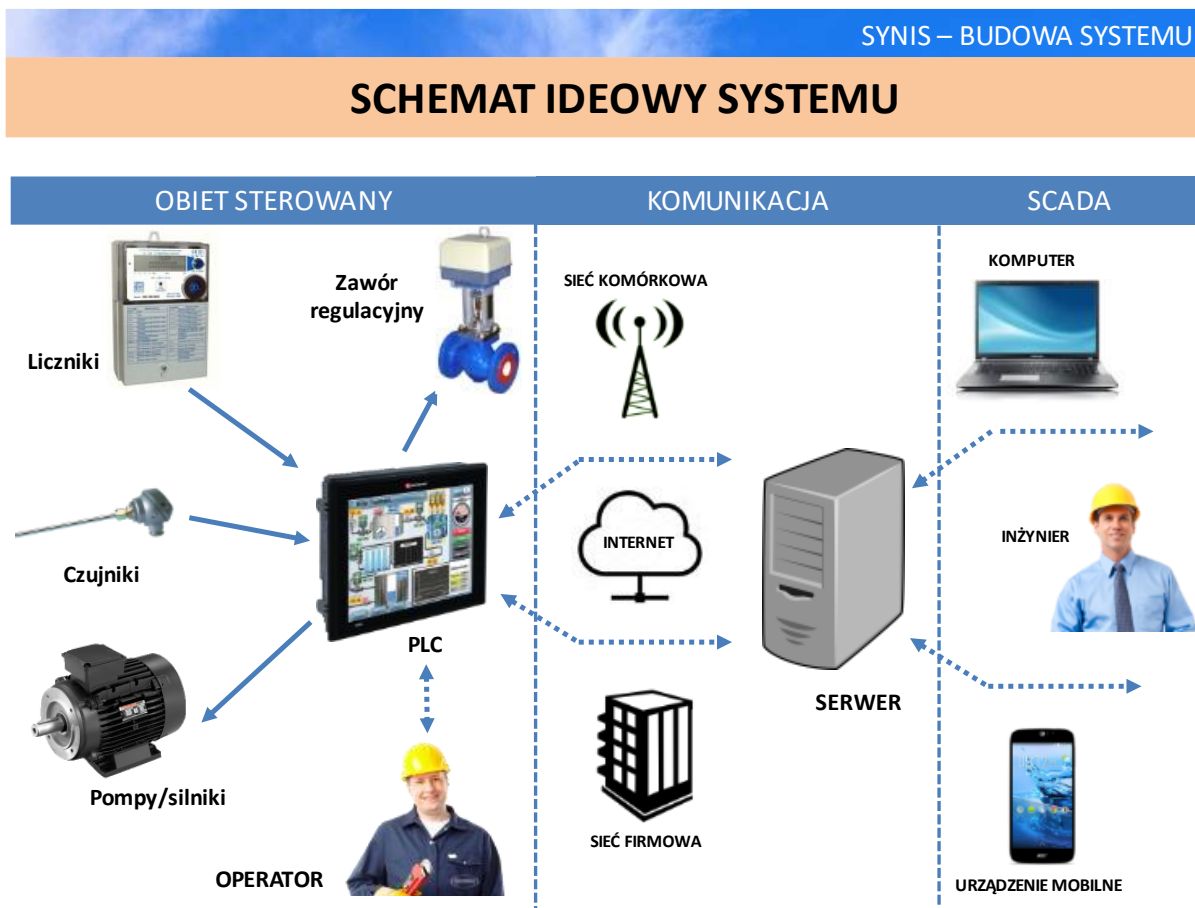 SYNIS – BUDOWA SYSTEMU
SCHEMAT IDEOWY SYSTEMU
OBIET STEROWANY
KOMUNIKACJA
SCADA
Liczniki
Zawór
regulacyjny
SIEĆ KOMÓRKOWA
KOMPUTER
Czujniki
INTERNET
INŻYNIER
PLC
SERWER
Pompy/silniki
OPERATOR
SIEĆ FIRMOWA
URZĄDZENIE MOBILNE